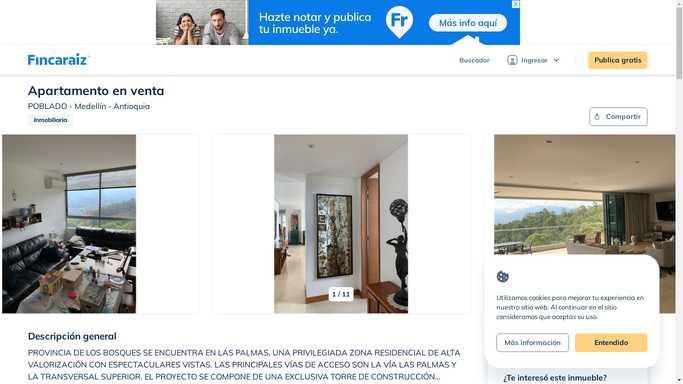 Hazte notar y publica
tu inmueble ya.
Fr
Más info aquí
Fincaraiz
Buscador
Ingresar
Publica gratis
Apartamento en venta
POBLADO - Medellín - Antioquia
Inmobiliaria
Compartir
1 / 11
Utilizamos cookies para mejorar tu experiencia en
nuestro sitio web. Al continuar en el sitio
consideramos que aceptas su uso.
Más información
Entendido
Descripción general
PROVINCIA DE LOS BOSQUES SE ENCUENTRA EN LAS PALMAS, UNA PRIVILEGIADA ZONA RESIDENCIAL DE ALTA
VALORIZACIÓN CON ESPECTACULARES VISTAS. LAS PRINCIPALES VÍAS DE ACCESO SON LA VÍA LAS PALMAS Y
LA TRANSVERSAL SUPERIOR. EL PROYECTO SE COMPONE DE UNA EXCLUSIVA TORRE DE CONSTRUCCIÓN...
¿Te interesó este inmueble?